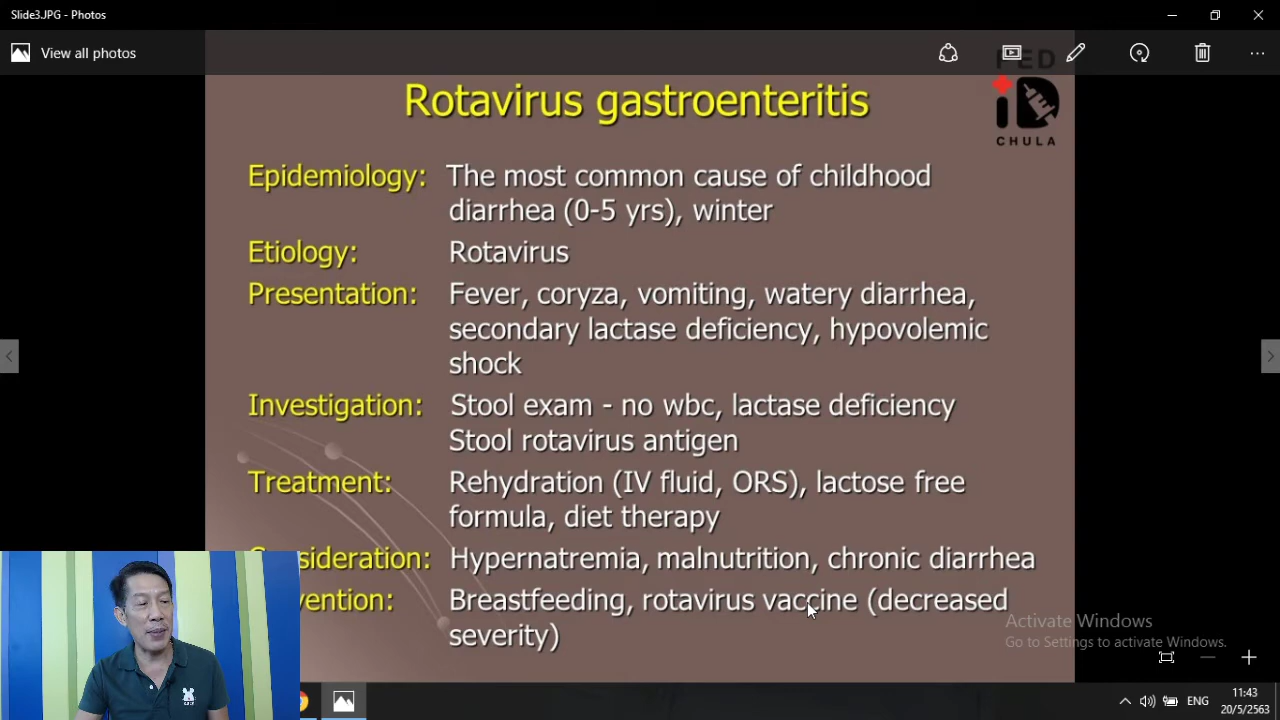 Slide3.JPG - Photos
View all photos
PED
ID
CHULA
Rotavirus gastroenteritis
Epidemiology: The most common cause of childhood
diarrhea (0-5 yrs), winter
Etiology: Rotavirus
Presentation: Fever, coryza, vomiting, watery diarrhea,
secondary lactase deficiency, hypovolemic
shock
Investigation: Stool exam - no wbc, lactase deficiency
Stool rotavirus antigen
Treatment: Rehydration (IV fluid, ORS), lactose free
formula, diet therapy
sideration: Hypernatremia, malnutrition, chronic diarrhea
vention: Breastfeeding, rotavirus vaccine (decreased
severity)
Activate Windows
Go to Settings to activate Windows.
ENG
11:43
20/5/2563